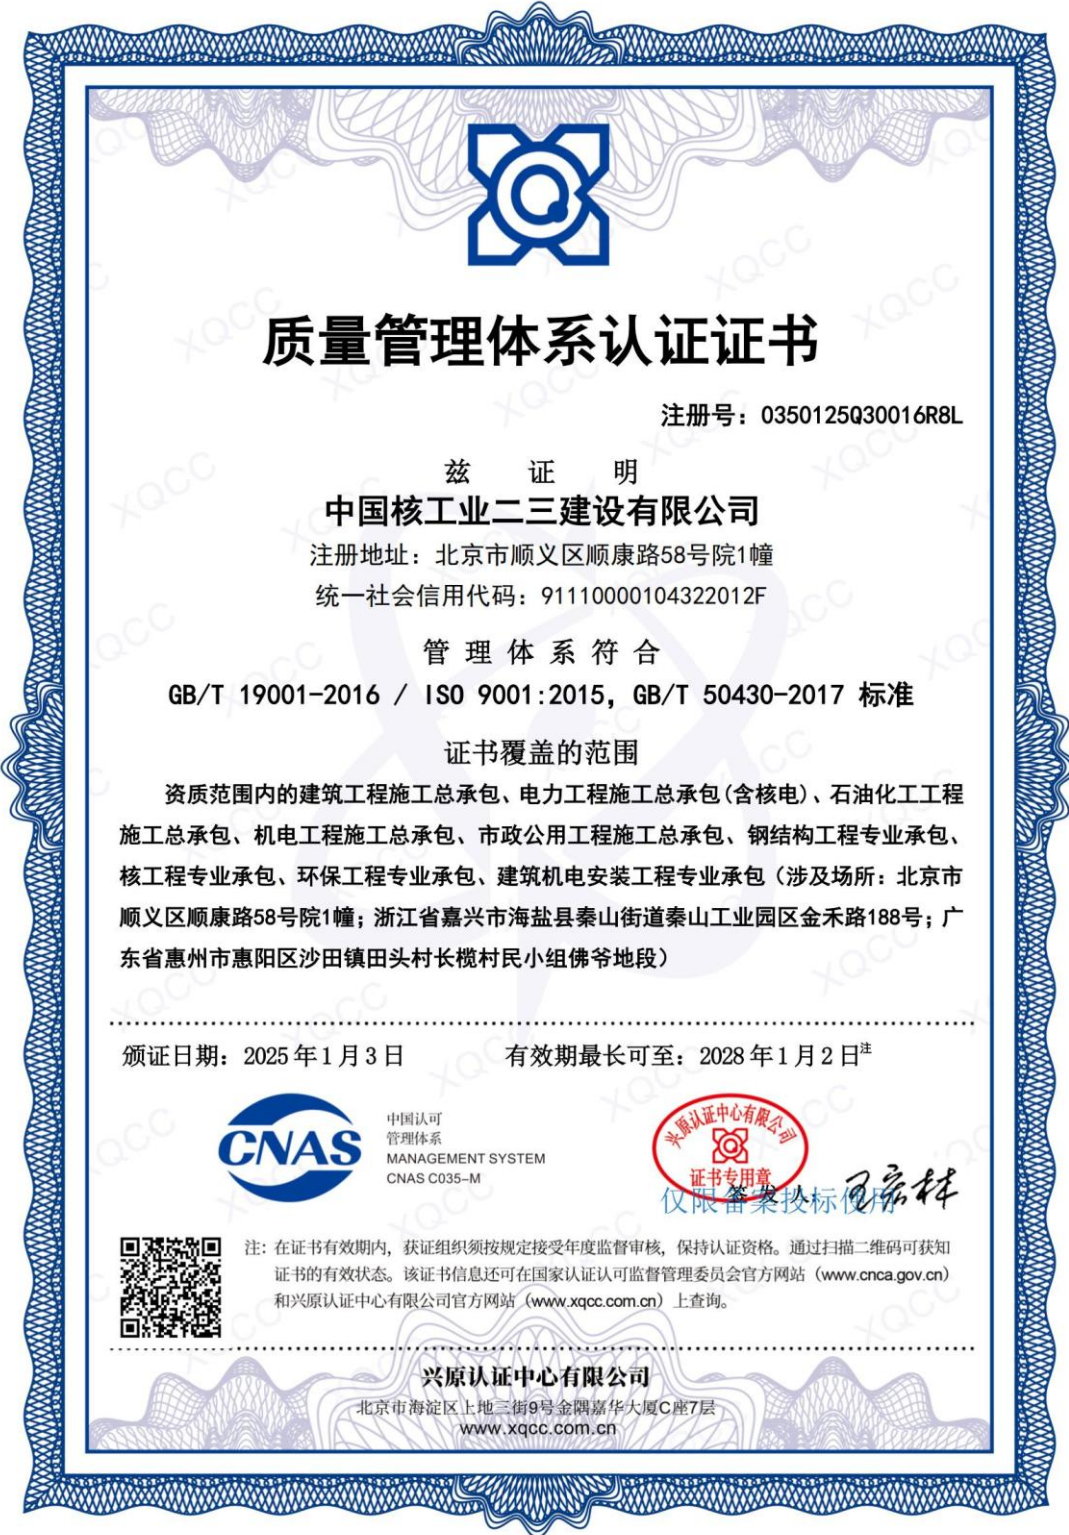 质量管理体系认证证书
注册号：0350125Q30016R8L
兹 证 明
中国核工业二三建设有限公司
注册地址：北京市顺义区顺康路58号院1幢
统一社会信用代码：91110000104322012F
管理体系符合
GB/T 19001-2016 / ISO 9001:2015，GB/T 50430-2017 标准
证书覆盖的范围
资质范围内的建筑工程施工总承包、电力工程施工总承包(含核电)、石油化工工程
施工总承包、机电工程施工总承包、市政公用工程施工总承包、钢结构工程专业承包、
核工程专业承包、环保工程专业承包、建筑机电安装工程专业承包（涉及场所：北京市
顺义区顺康路58号院1幢；浙江省嘉兴市海盐县秦山街道秦山工业园区金禾路188号；广
东省惠州市惠阳区沙田镇田头村长榄村民小组佛爷地段）
颁证日期：2025年1月3日 有效期最长可至：2028年1月2日注
CNAS
中国认可
管理体系
MANAGEMENT SYSTEM
CNAS C035-M
兴原认证中心有限公司
证书专用章
签发人：
仅限备案投标使用
注：在证书有效期内，获证组织须按规定接受年度监督审核，保持认证资格。通过扫描二维码可获知
证书的有效状态。该证书信息还可在国家认证认可监督管理委员会官方网站（www.cnca.gov.cn）
和兴原认证中心有限公司官方网站（www.xqcc.com.cn）上查询。
兴原认证中心有限公司
北京市海淀区上地三街9号金隅嘉华大厦C座7层
www.xqcc.com.cn